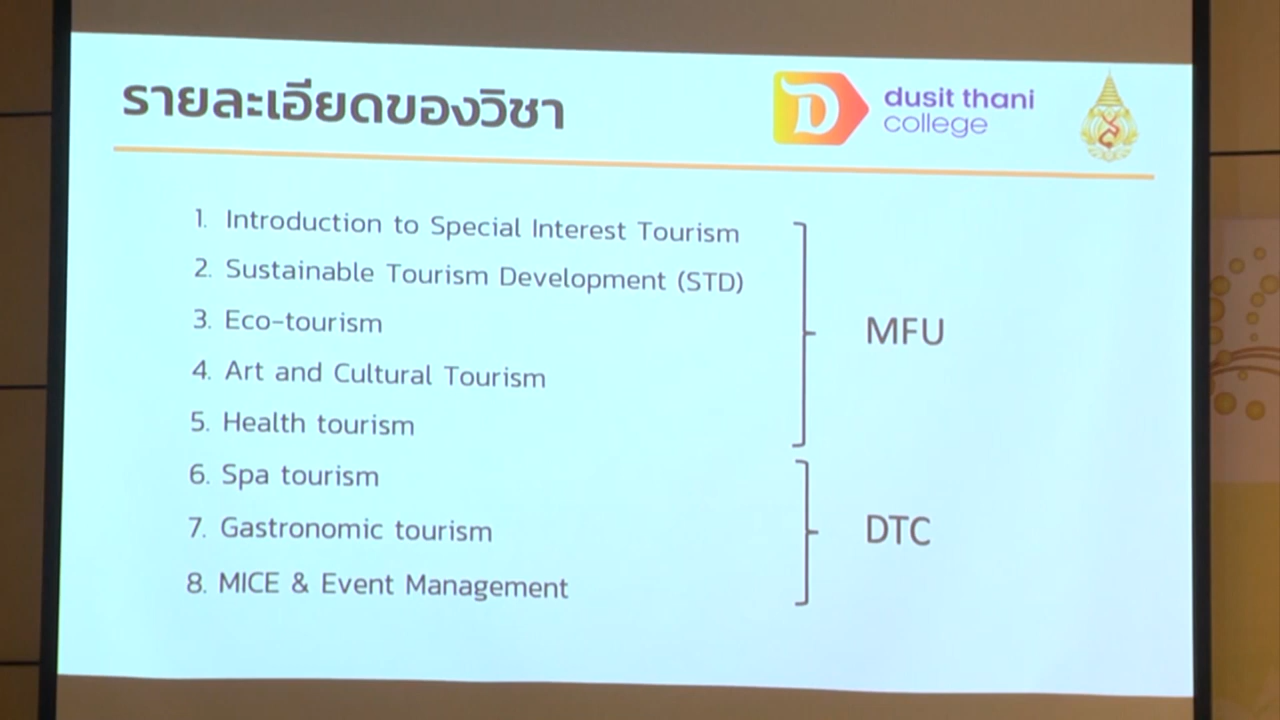 รายละเอียดของวิชา
dusit thani
college
1. Introduction to Special Interest Tourism
2. Sustainable Tourism Development (STD)
3. Eco-tourism
4. Art and Cultural Tourism
5. Health tourism
MFU
6. Spa tourism
7. Gastronomic tourism
8. MICE & Event Management
DTC